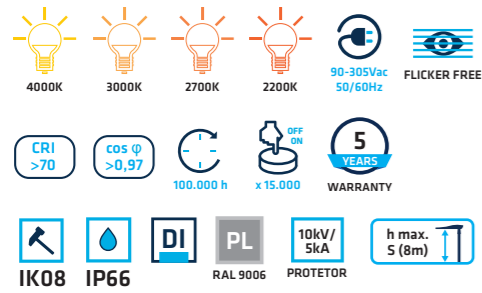 4000K
3000K
2700K
2200K
90-305Vac
50/60Hz
FLICKER FREE
CRI
>70
cos φ
>0,97
100.000 h
OFF
ON
x 15.000
5
YEARS
WARRANTY
IK08
IP66
DI
PL
RAL 9006
10kV/
5kA
PROTETOR
h max.
S (8m)